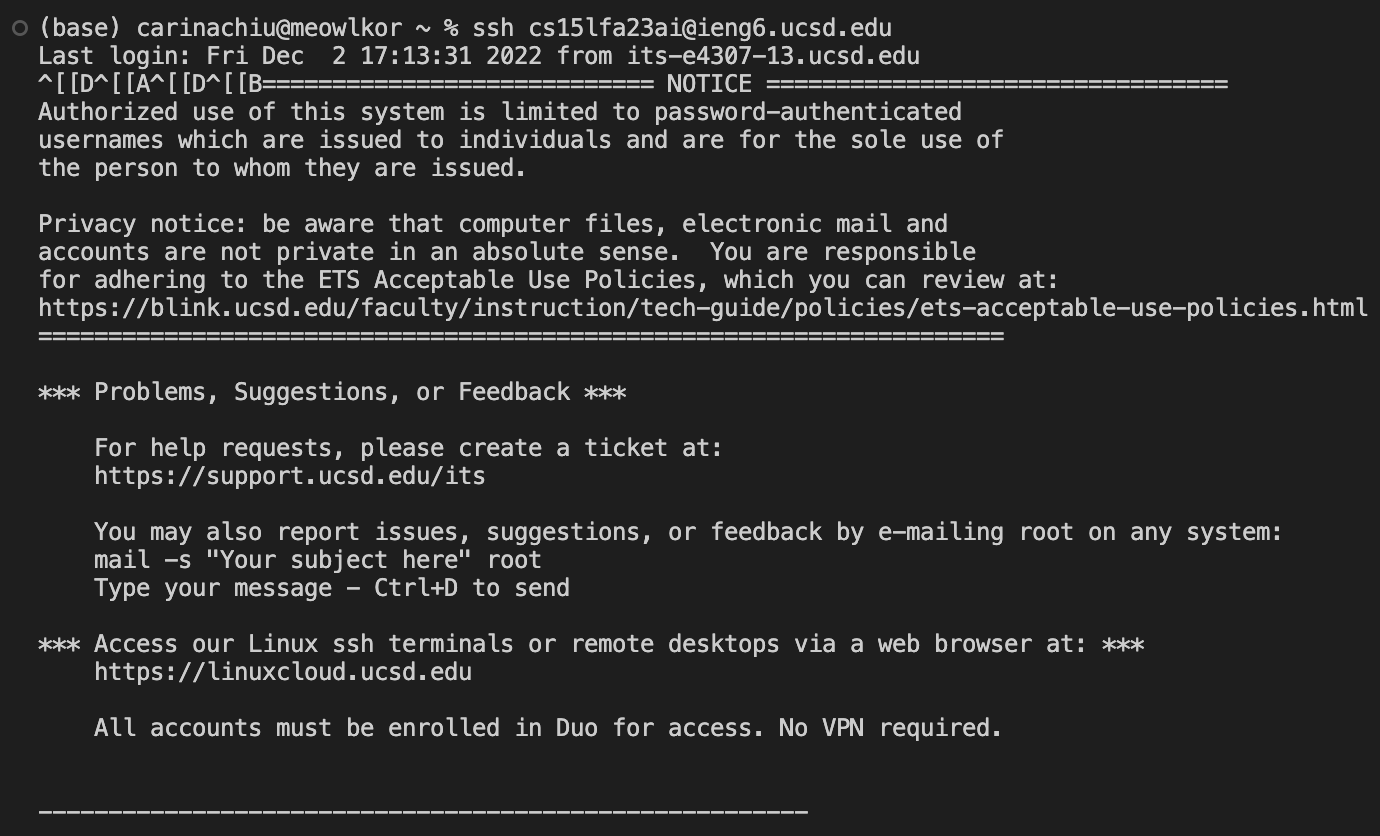 (base) carinachiu@meowlkor ~ % ssh cs15lfa23ai@ieng6.ucsd.edu
Last login: Fri Dec  2 17:13:31 2022 from its-e4307-13.ucsd.edu
^[[D^[[A^[[D^[[B============================ NOTICE =================================
Authorized use of this system is limited to password-authenticated
usernames which are issued to individuals and are for the sole use of
the person to whom they are issued.

Privacy notice: be aware that computer files, electronic mail and
accounts are not private in an absolute sense.  You are responsible
for adhering to the ETS Acceptable Use Policies, which you can review at:
https://blink.ucsd.edu/faculty/instruction/tech-guide/policies/ets-acceptable-use-policies.html
=====================================================================

*** Problems, Suggestions, or Feedback ***

    For help requests, please create a ticket at:
    https://support.ucsd.edu/its

    You may also report issues, suggestions, or feedback by e-mailing root on any system:
    mail -s "Your subject here" root
    Type your message - Ctrl+D to send

*** Access our Linux ssh terminals or remote desktops via a web browser at: ***
    https://linuxcloud.ucsd.edu

    All accounts must be enrolled in Duo for access. No VPN required.


_______________________________________________________